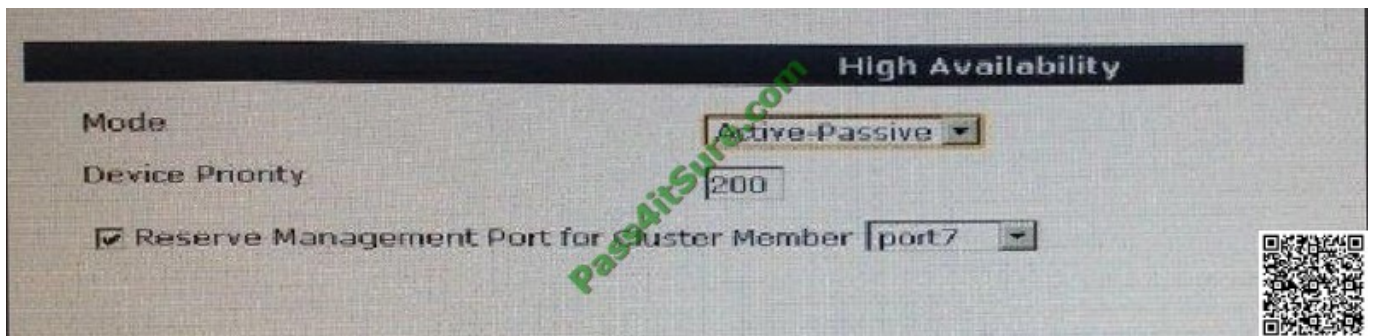 High Availability
Mode
Active-Passive
Device Priority
200
Reserve Management Port for Cluster Member port7
Pass4itSure.com